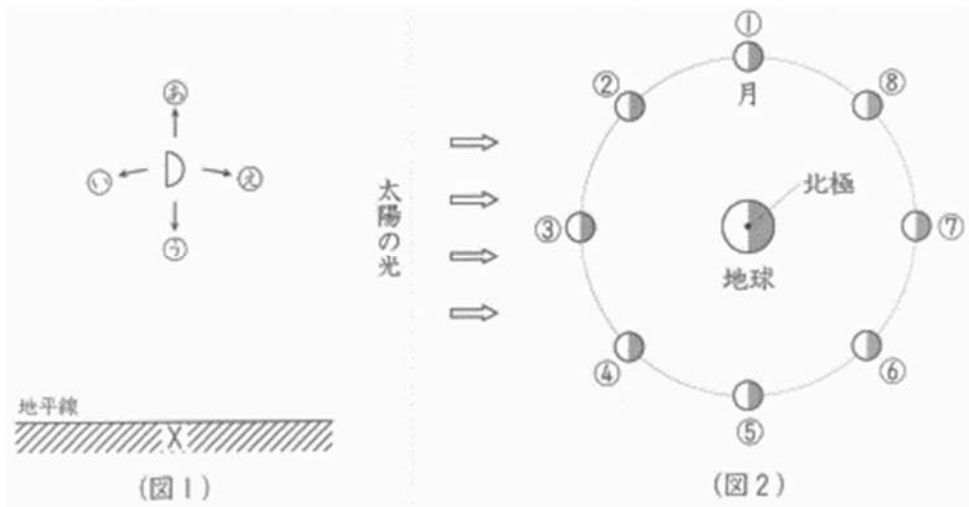 あ
い
え
う
地平線
X
(図1)
太陽の光
①
②
月
⑧
北極
③
⑦
地球
④
⑥
⑤
(図2)